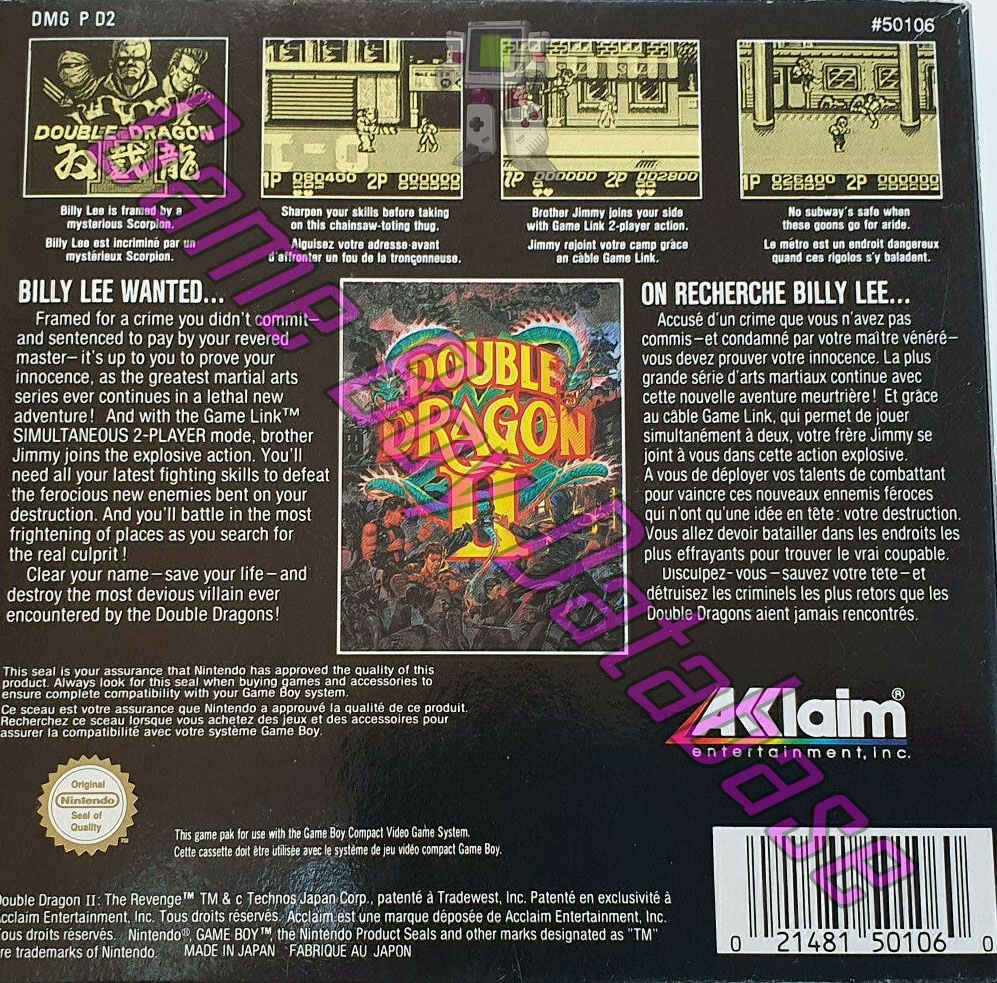 DMG P D2
#50106
DOUBLE DRAGON
双截龍
1P 090400 2P 000000
1P 000000 2P 002800
1P 026400 2P 000000
Billy Lee is framed by a
mysterious Scorpion.
Billy Lee est incriminé par un
mystérieux Scorpion.
Sharpen your skills before taking
on this chainsaw-toting thug.
Aiguisez votre adresse avant
d'affronter un fou de la tronçonneuse.
Brother Jimmy joins your side
with Game Link 2-player action.
Jimmy rejoint votre camp grâce
an câble Game Link.
No subway's safe when
these goons go for aride.
Le métro est un endroit dangereux
quand ces rigolos s'y baladent.
BILLY LEE WANTED...
Framed for a crime you didn't commit—
and sentenced to pay by your revered
master—it's up to you to prove your
innocence, as the greatest martial arts
series ever continues in a lethal new
adventure! And with the Game Link™
SIMULTANEOUS 2-PLAYER mode, brother
Jimmy joins the explosive action. You'll
need all your latest fighting skills to defeat
the ferocious new enemies bent on your
destruction. And you'll battle in the most
frightening of places as you search for
the real culprit!
Clear your name—save your life—and
destroy the most devious villain ever
encountered by the Double Dragons!
DOUBLE
DRAGON
II
ON RECHERCHE BILLY LEE...
Accusé d'un crime que vous n'avez pas
commis—et condamné par votre maître vénéré—
vous devez prouver votre innocence. La plus
grande série d'arts martiaux continue avec
cette nouvelle aventure meurtrière! Et grâce
au câble Game Link, qui permet de jouer
simultanément à deux, votre frère Jimmy se
joint à vous dans cette action explosive.
A vous de déployer vos talents de combattant
pour vaincre ces nouveaux ennemis féroces
qui n'ont qu'une idée en tête: votre destruction.
Vous allez devoir batailler dans les endroits les
plus effrayants pour trouver le vrai coupable.
Disculpez-vous—sauvez votre tête—et
détruisez les criminels les plus retors que les
Double Dragons aient jamais rencontrés.
This seal is your assurance that Nintendo has approved the quality of this
product. Always look for this seal when buying games and accessories to
ensure complete compatibility with your Game Boy system.
Ce sceau est votre assurance que Nintendo a approuvé la qualité de ce produit.
Recherchez ce sceau lorsque vous achetez des jeux et des accessoires pour
assurer la compatibilité avec votre système Game Boy.
AKKlaim®
entertainment, inc.
Original
Nintendo
Seal of
Quality
TM
This game pak for use with the Game Boy Compact Video Game System.
Cette cassette doit être utilisée avec le système de jeu vidéo compact Game Boy.
Double Dragon II: The Revenge™ TM & c Technos Japan Corp., patenté à Tradewest, Inc. Patenté en exclusivité à
Acclaim Entertainment, Inc. Tous droits réservés. Acclaim est une marque déposée de Acclaim Entertainment, Inc.
Tous droits réservés. Nintendo®, GAME BOY™, the Nintendo Product Seals and other marks designated as "TM"
are trademarks of Nintendo. MADE IN JAPAN FABRIQUE AU JAPON
0 21481 50106 0
Game Boy Database